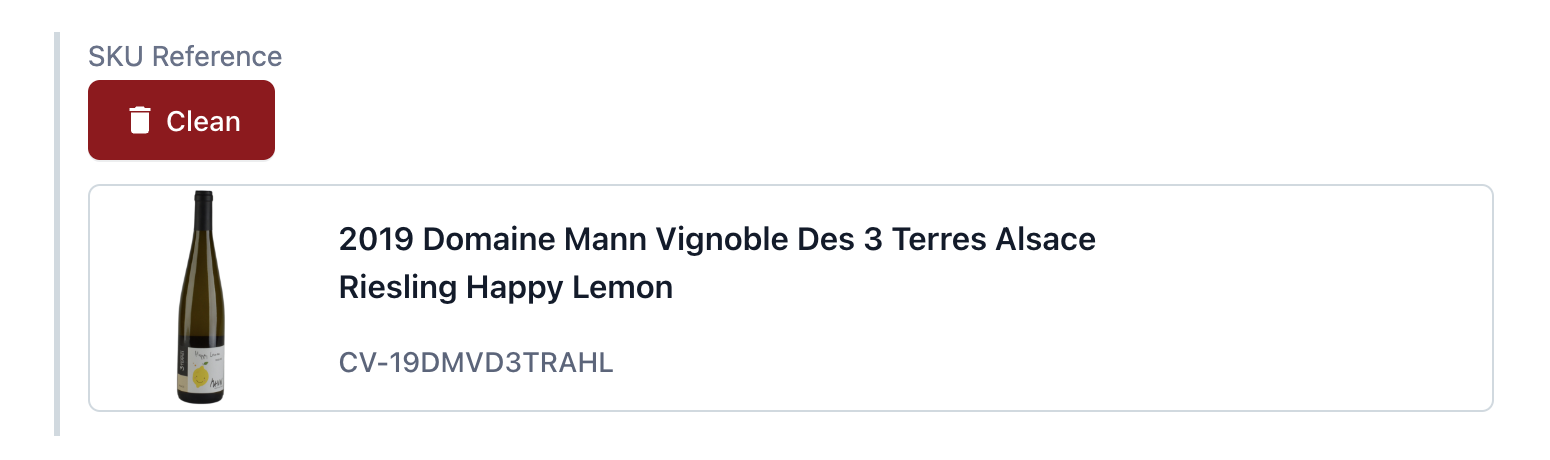 SKU Reference
Clean
2019 Domaine Mann Vignoble Des 3 Terres Alsace
Riesling Happy Lemon
CV-19DMVD3TRAHL